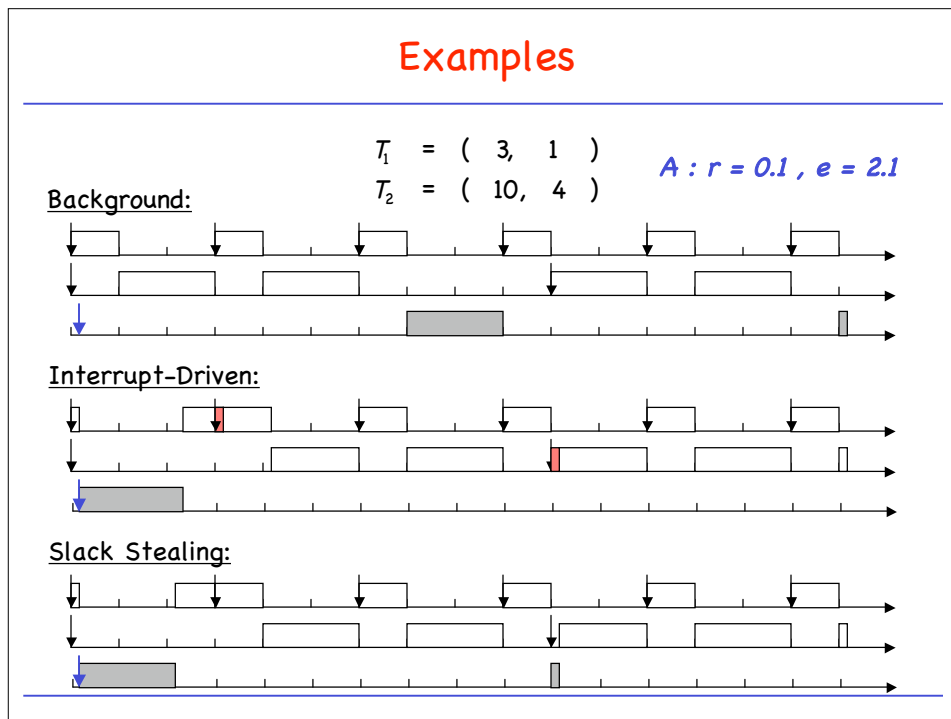 Examples
T1 = ( 3, 1 )
T2 = ( 10, 4 )
A : r = 0.1 , e = 2.1
Background:
Interrupt-Driven:
Slack Stealing: